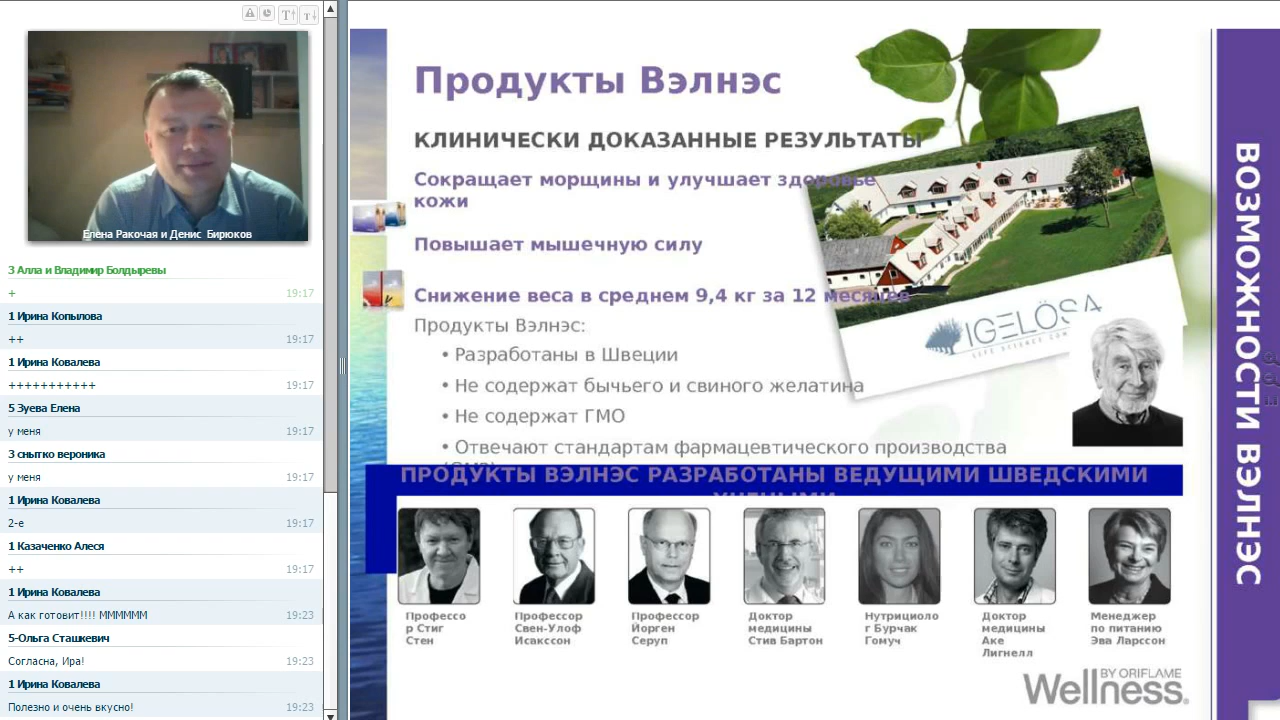 Елена Ракочая и Денис Бирюков
3 Алла и Владимир Болдыревы
+
19:17
1 Ирина Копылова
++
19:17
1 Ирина Ковалева
+++++++++++
19:17
5 Зуева Елена
у меня
19:17
3 снытко вероника
у меня
19:17
1 Ирина Ковалева
2-е
19:17
1 Казаченко Алеся
++
19:17
1 Ирина Ковалева
А как готовит!!!! ММММММ
19:23
5-Ольга Сташкевич
Согласна, Ира!
19:23
1 Ирина Ковалева
Полезно и очень вкусно!
19:23
Продукты Вэлнэс
КЛИНИЧЕСКИ ДОКАЗАННЫЕ РЕЗУЛЬТАТЫ
Сокращает морщины и улучшает здоровье
кожи
Повышает мышечную силу
Снижение веса в среднем 9,4 кг за 12 месяцев
Продукты Вэлнэс:
• Разработаны в Швеции
• Не содержат бычьего и свиного желатина
• Не содержат ГМО
• Отвечают стандартам фармацевтического производства
IGELÖSA
LIFE SCIENCE
ПРОДУКТЫ ВЭЛНЭС РАЗРАБОТАНЫ ВЕДУЩИМИ ШВЕДСКИМИ
Професcо
р Стиг
Стен
Профессор
Свен-Улоф
Исакссон
Профессор
Йорген
Серуп
Доктор
медицины
Стив Бартон
Нутрициоло
г Бурчак
Гомуч
Доктор
медицины
Аке
Лигнелл
Менеджер
по питанию
Эва Ларссон
BY ORIFLAME
Wellness
ВОЗМОЖНОСТИ ВЭЛНЭС